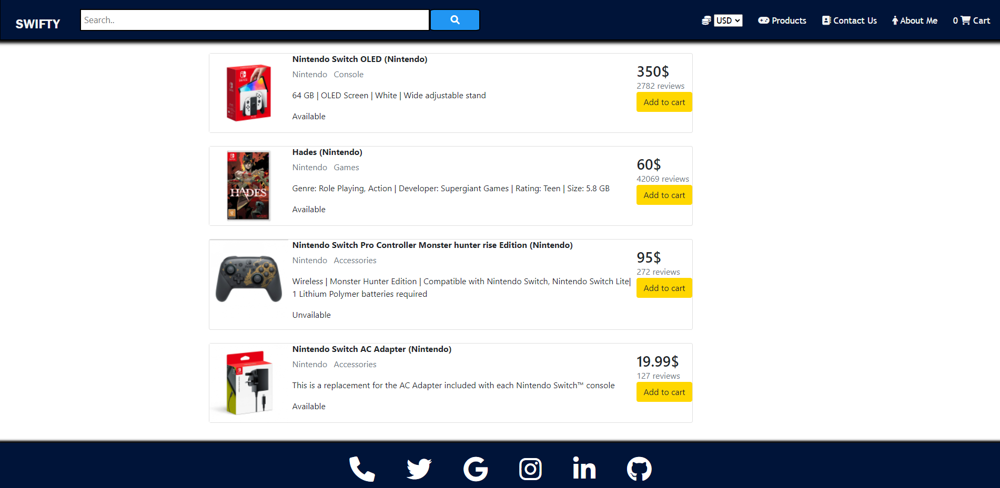 SWIFTY
Search..
USD
Products
Contact Us
About Me
0 Cart
Nintendo Switch OLED (Nintendo)
Nintendo Console
64 GB | OLED Screen | White | Wide adjustable stand
Available
350$
2782 reviews
Add to cart
Hades (Nintendo)
Nintendo Games
Genre: Role Playing, Action | Developer: Supergiant Games | Rating: Teen | Size: 5.8 GB
Available
60$
42069 reviews
Add to cart
HADES
12
Nintendo Switch Pro Controller Monster hunter rise Edition (Nintendo)
Nintendo Accessories
Wireless | Monster Hunter Edition | Compatible with Nintendo Switch, Nintendo Switch Lite|
1 Lithium Polymer batteries required
Unvailable
95$
272 reviews
Add to cart
Nintendo Switch AC Adapter (Nintendo)
Nintendo Accessories
This is a replacement for the AC Adapter included with each Nintendo Switch™ console
Available
19.99$
127 reviews
Add to cart